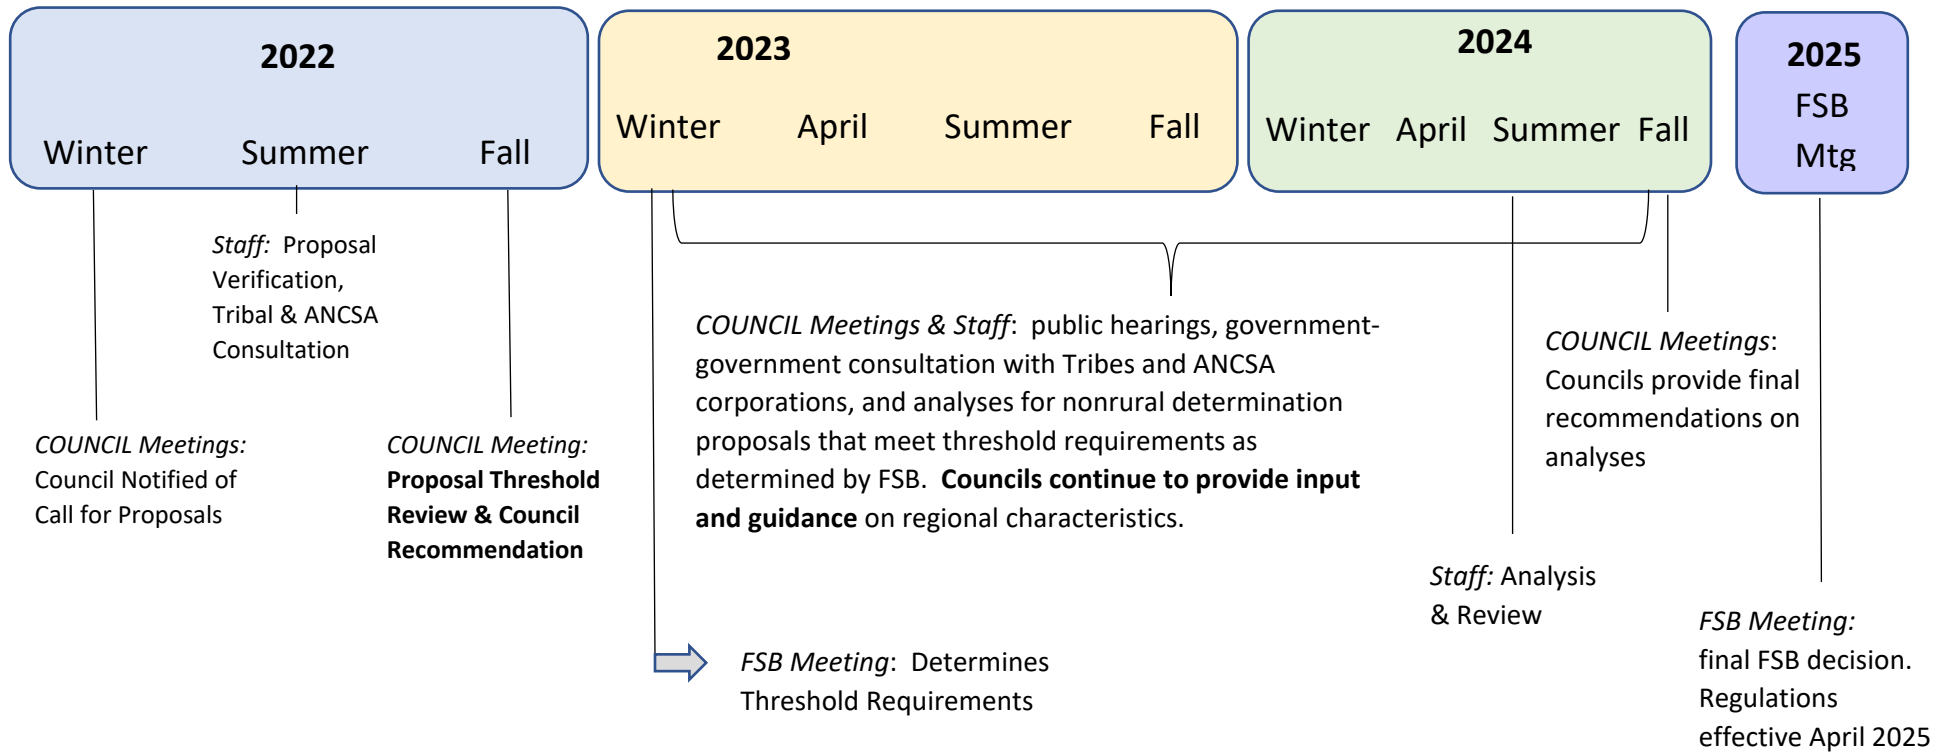 2022
Winter Summer Fall
2023
Winter April Summer Fall
2024
Winter April Summer Fall
2025
FSB
Mtg
Staff: Proposal
Verification,
Tribal & ANCSA
Consultation
COUNCIL Meetings:
Council Notified of
Call for Proposals
COUNCIL Meeting:
Proposal Threshold
Review & Council
Recommendation
COUNCIL Meetings & Staff: public hearings, government-
government consultation with Tribes and ANCSA
corporations, and analyses for nonrural determination
proposals that meet threshold requirements as
determined by FSB. Councils continue to provide input
and guidance on regional characteristics.
FSB Meeting: Determines
Threshold Requirements
COUNCIL Meetings:
Councils provide final
recommendations on
analyses
Staff: Analysis
& Review
FSB Meeting:
final FSB decision.
Regulations
effective April 2025